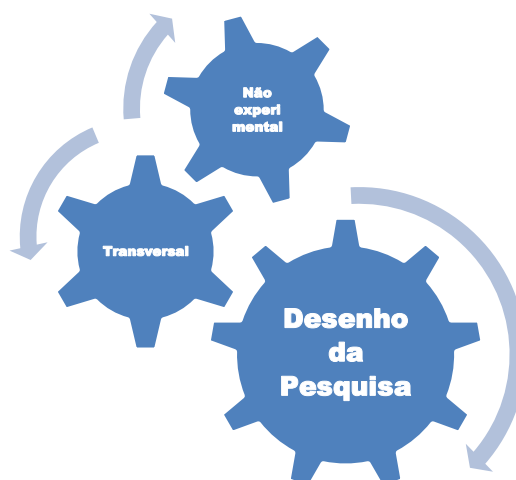 Não
experi
mental
Transversal
Desenho
da
Pesquisa